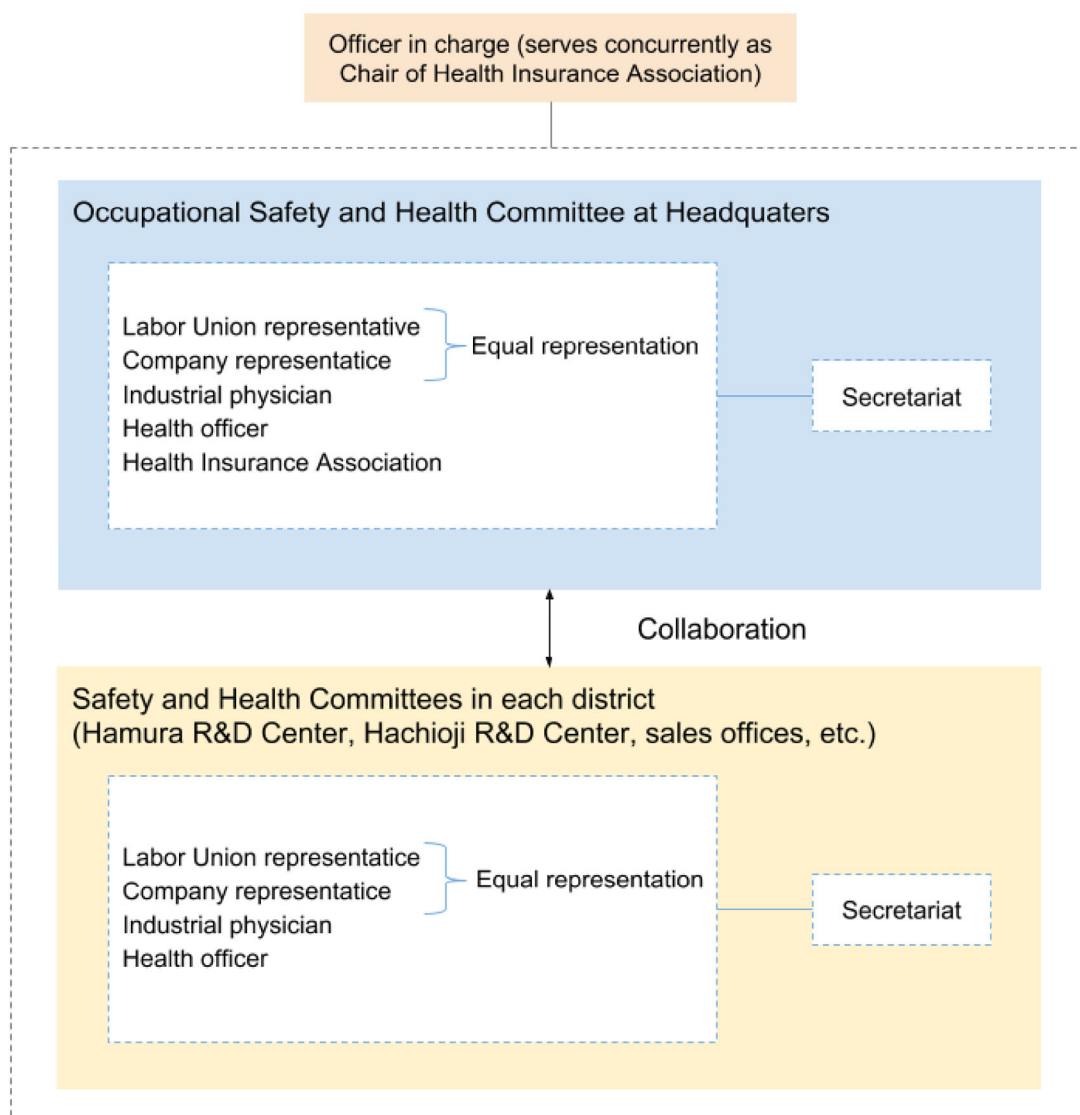 Officer in charge (serves concurrently as
Chair of Health Insurance Association)
Occupational Safety and Health Committee at Headquaters
Labor Union representative
Company representatice
Industrial physician
Health officer
Health Insurance Association
Equal representation
Secretariat
Collaboration
Safety and Health Committees in each district
(Hamura R&D Center, Hachioji R&D Center, sales offices, etc.)
Labor Union representatice
Company representatice
Industrial physician
Health officer
Equal representation
Secretariat